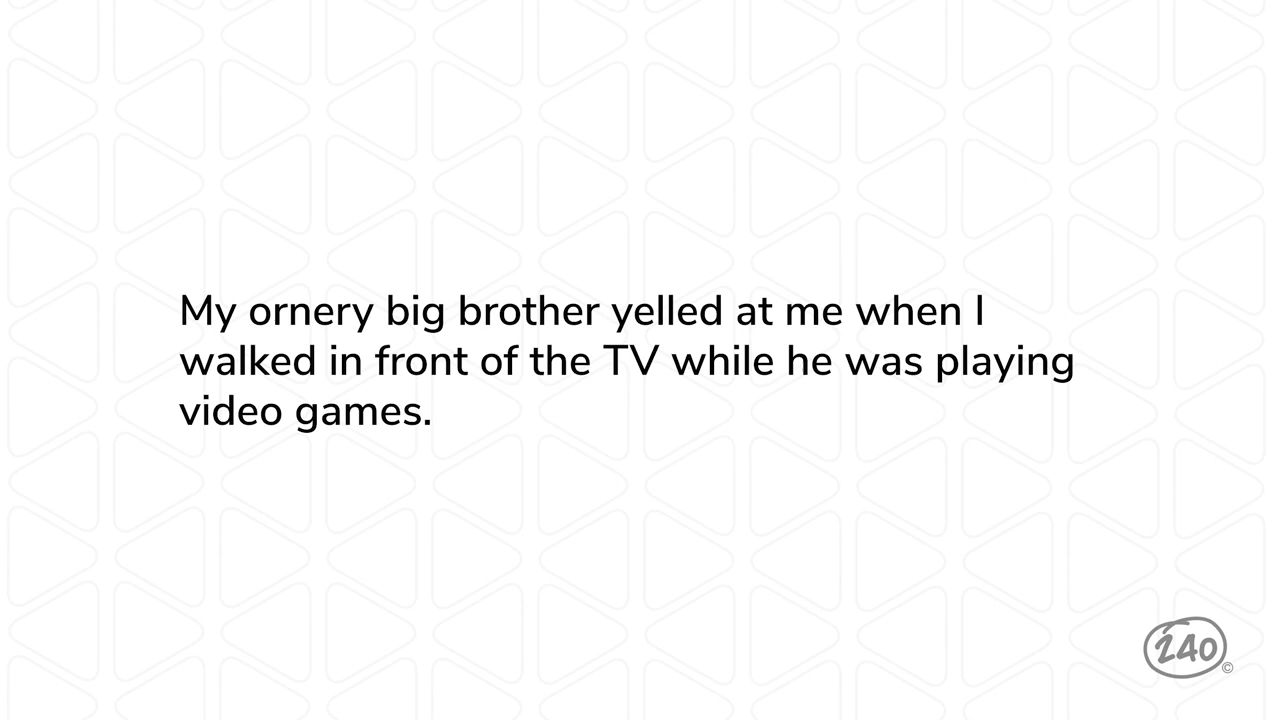 My ornery big brother yelled at me when I
walked in front of the TV while he was playing
video games.
240
©